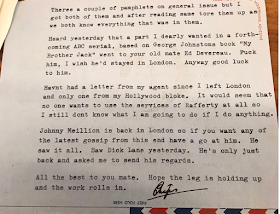 Theres a couple of pamphlets on general issue but I
got both of them and after reading same tore them up as
we both know everything that was in them.
Heard yesterday that a part I dearly wanted in a forth-
coming ABC serial, based on George Johnstons book "My
Brother Jack" went to your old mate Ed Devereau. Fuck
him, I wish he'd stayed in London. Anyway good luck
to him.
Havnt had a letter from my agent since I left London
and only one from my Hollywood bloke. It would seem that
no one wants to use the services of Rafferty at all so
I still dont know what I am going to do if I do anything.
Johnny Meillion is back in London so if you want any of
the latest gossip from this end have a go at him. He
saw it all. Saw Dick Lane yesterday. He's only just
back and asked me to send his regards.
All the best to you mate. Hope the leg is holding up
and the work rolls in.
Chips